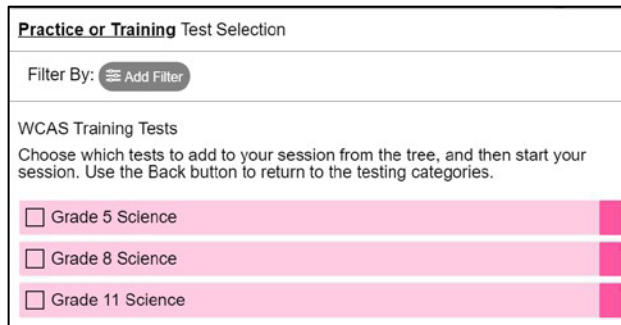 Practice or Training Test Selection
Filter By: Add Filter
WCAS Training Tests
Choose which tests to add to your session from the tree, and then start your
session. Use the Back button to return to the testing categories.
Grade 5 Science
Grade 8 Science
Grade 11 Science